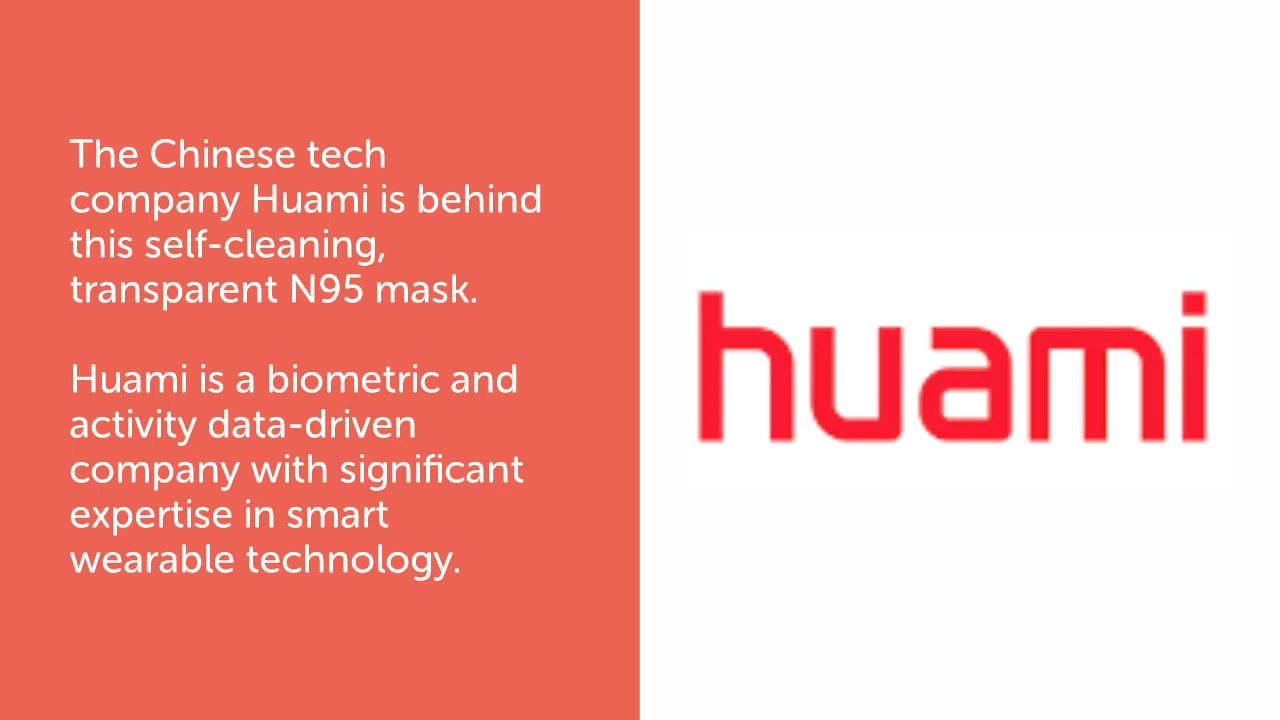 The Chinese tech
company Huami is behind
this self-cleaning,
transparent N95 mask.
Huami is a biometric and
activity data-driven
company with significant
expertise in smart
wearable technology.
huami